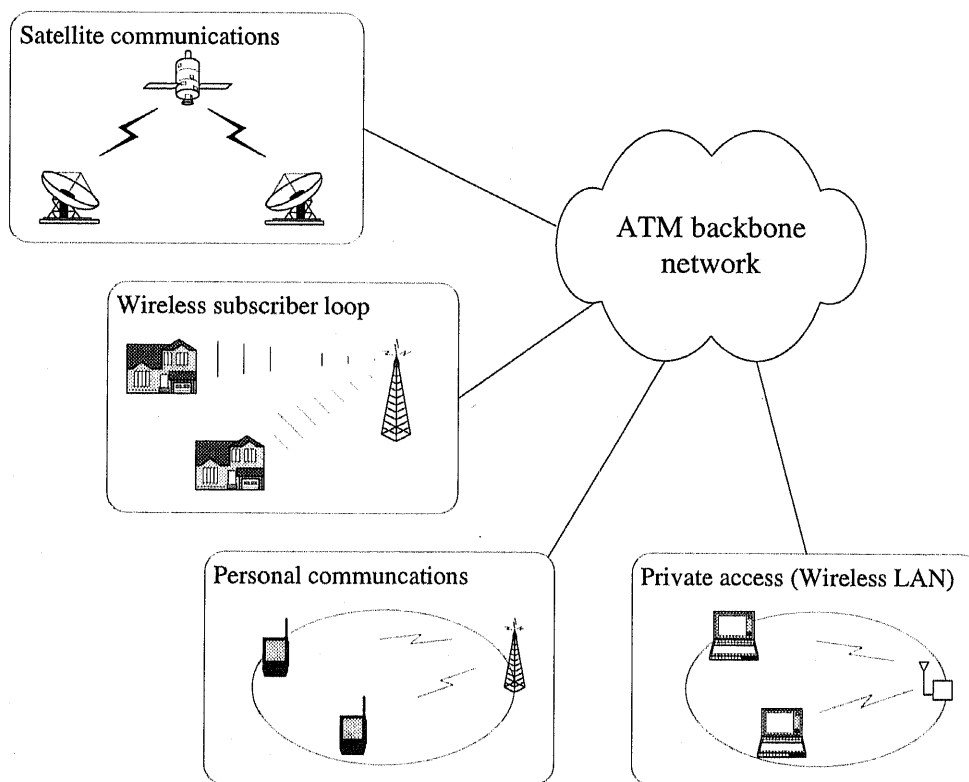 Satellite communications
ATM backbone
network
Wireless subscriber loop
Personal communcations
Private access (Wireless LAN)